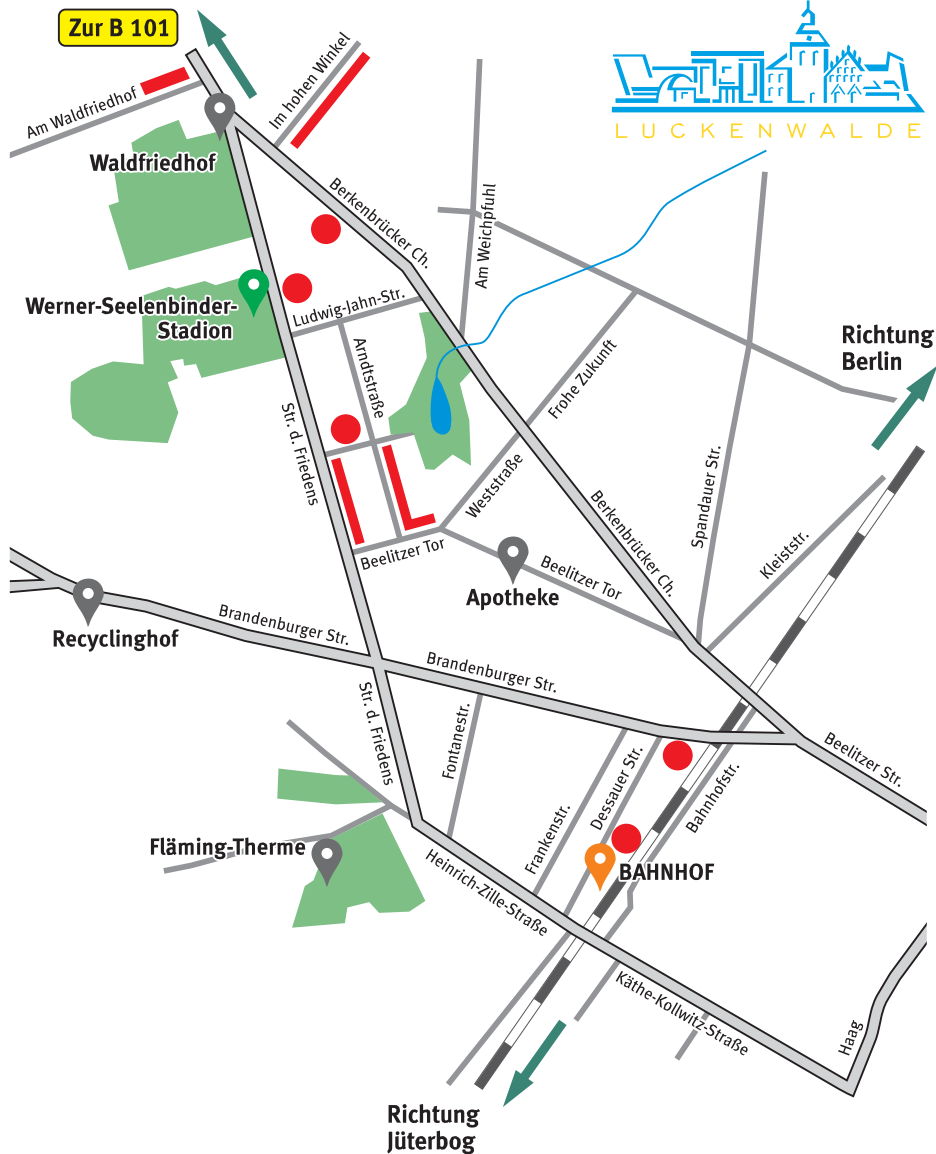 Zur B 101
LUCKENWALDE
Am Waldfriedhof
Im hohen Winkel
Waldfriedhof
Berkenbrücker Ch.
Am Weichpfuhl
Werner-Seelenbinder-
Stadion
Ludwig-Jahn-Str.
Richtung
Berlin
Arndtstraße
Frohe Zukunft
Str. d. Friedens
Weststraße
Spandauer Str.
Berkenbrücker Ch.
Kleiststr.
Beelitzer Tor
Beelitzer Tor
Apotheke
Recyclinghof
Brandenburger Str.
Brandenburger Str.
Str. d. Friedens
Fontanestr.
Dessauer Str.
Bahnhofstr.
Beelitzer Str.
Frankenstr.
Fläming-Therme
BAHNHOF
Heinrich-Zille-Straße
Käthe-Kollwitz-Straße
Haag
Richtung
Jüterbog